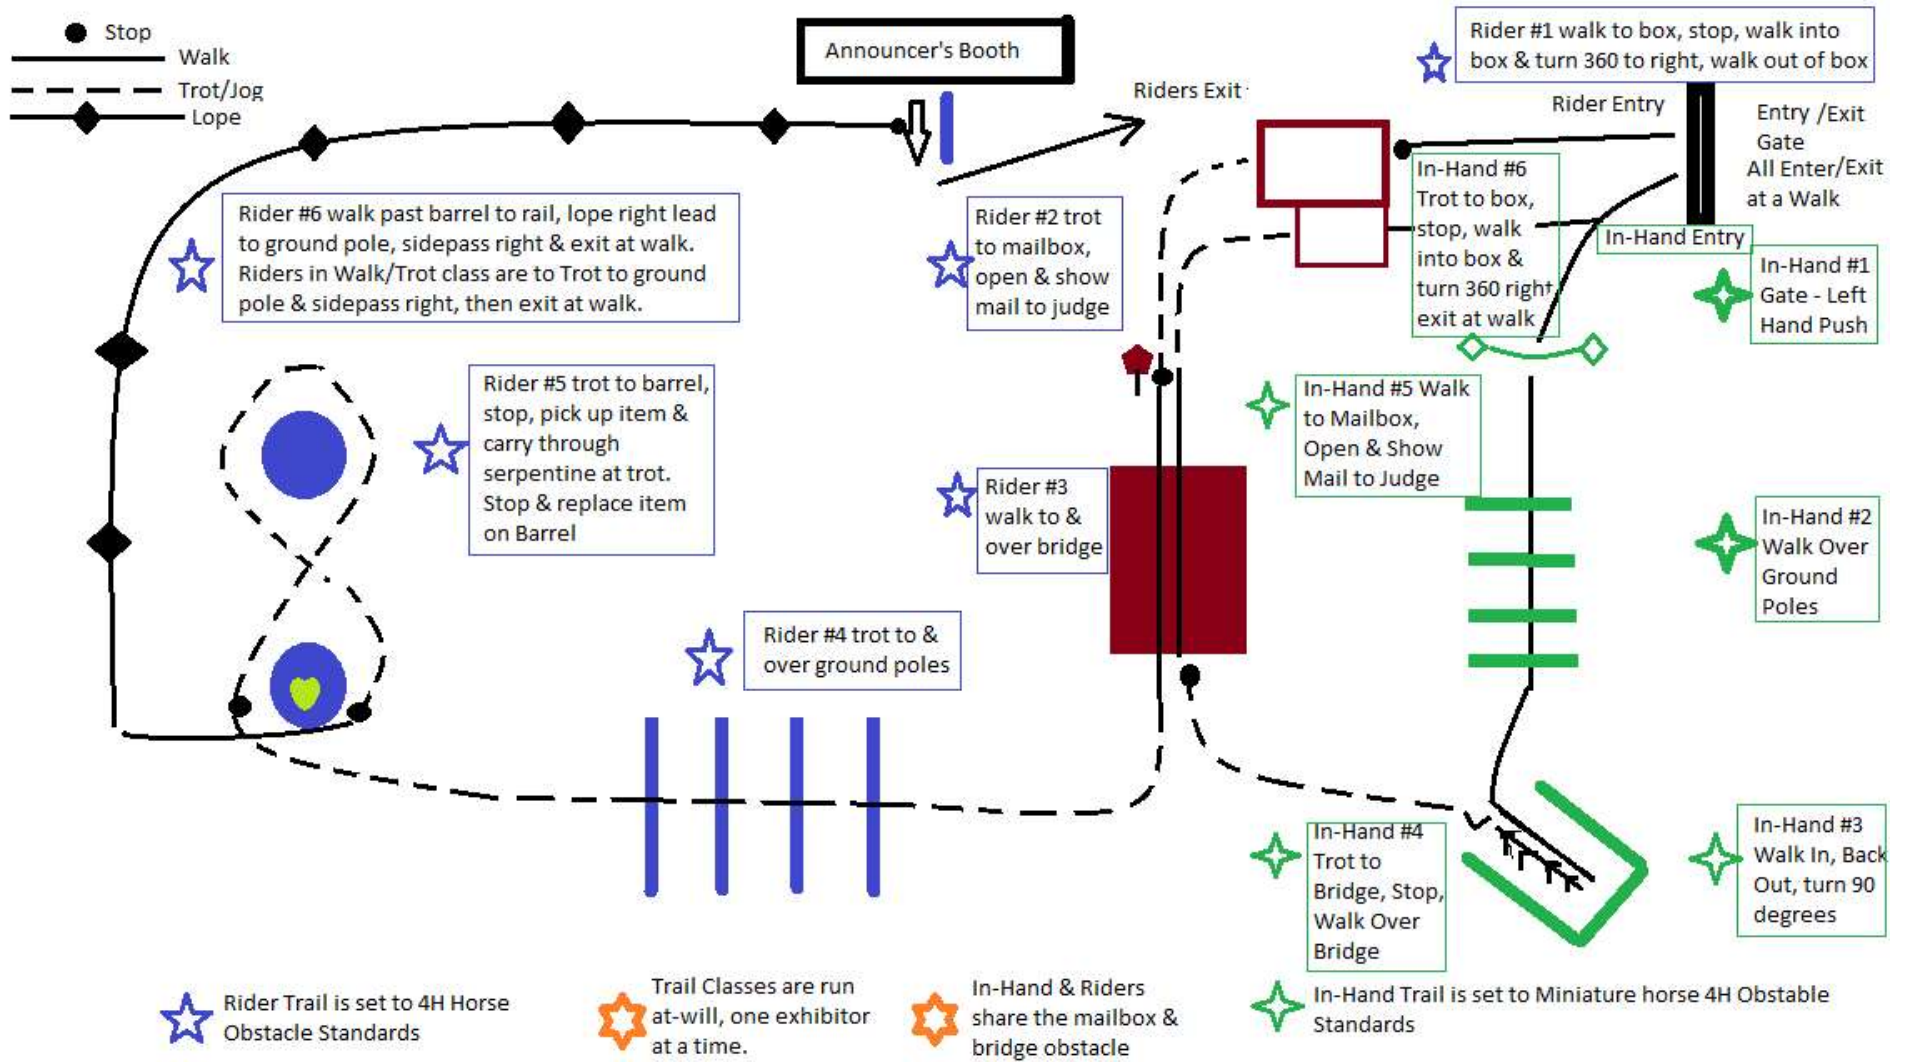 Stop
Walk
Trot/Jog
Lope
Announcer's Booth
Riders Exit
Rider #1 walk to box, stop, walk into
box & turn 360 to right, walk out of box
Rider Entry
Entry /Exit
Gate
All Enter/Exit
at a Walk
In-Hand #6
Trot to box,
stop, walk
into box &
turn 360 right
exit at walk
In-Hand Entry
In-Hand #1
Gate - Left
Hand Push
Rider #6 walk past barrel to rail, lope right lead
to ground pole, sidepass right & exit at walk.
Riders in Walk/Trot class are to Trot to ground
pole & sidepass right, then exit at walk.
Rider #2 trot
to mailbox,
open & show
mail to judge
Rider #5 trot to barrel,
stop, pick up item &
carry through
serpentine at trot.
Stop & replace item
on Barrel
In-Hand #5 Walk
to Mailbox,
Open & Show
Mail to Judge
Rider #3
walk to &
over bridge
In-Hand #2
Walk Over
Ground
Poles
Rider #4 trot to &
over ground poles
In-Hand #4
Trot to
Bridge, Stop,
Walk Over
Bridge
In-Hand #3
Walk In, Back
Out, turn 90
degrees
Rider Trail is set to 4H Horse
Obstacle Standards
Trail Classes are run
at-will, one exhibitor
at a time.
In-Hand & Riders
share the mailbox &
bridge obstacle
In-Hand Trail is set to Miniature horse 4H Obstable
Standards